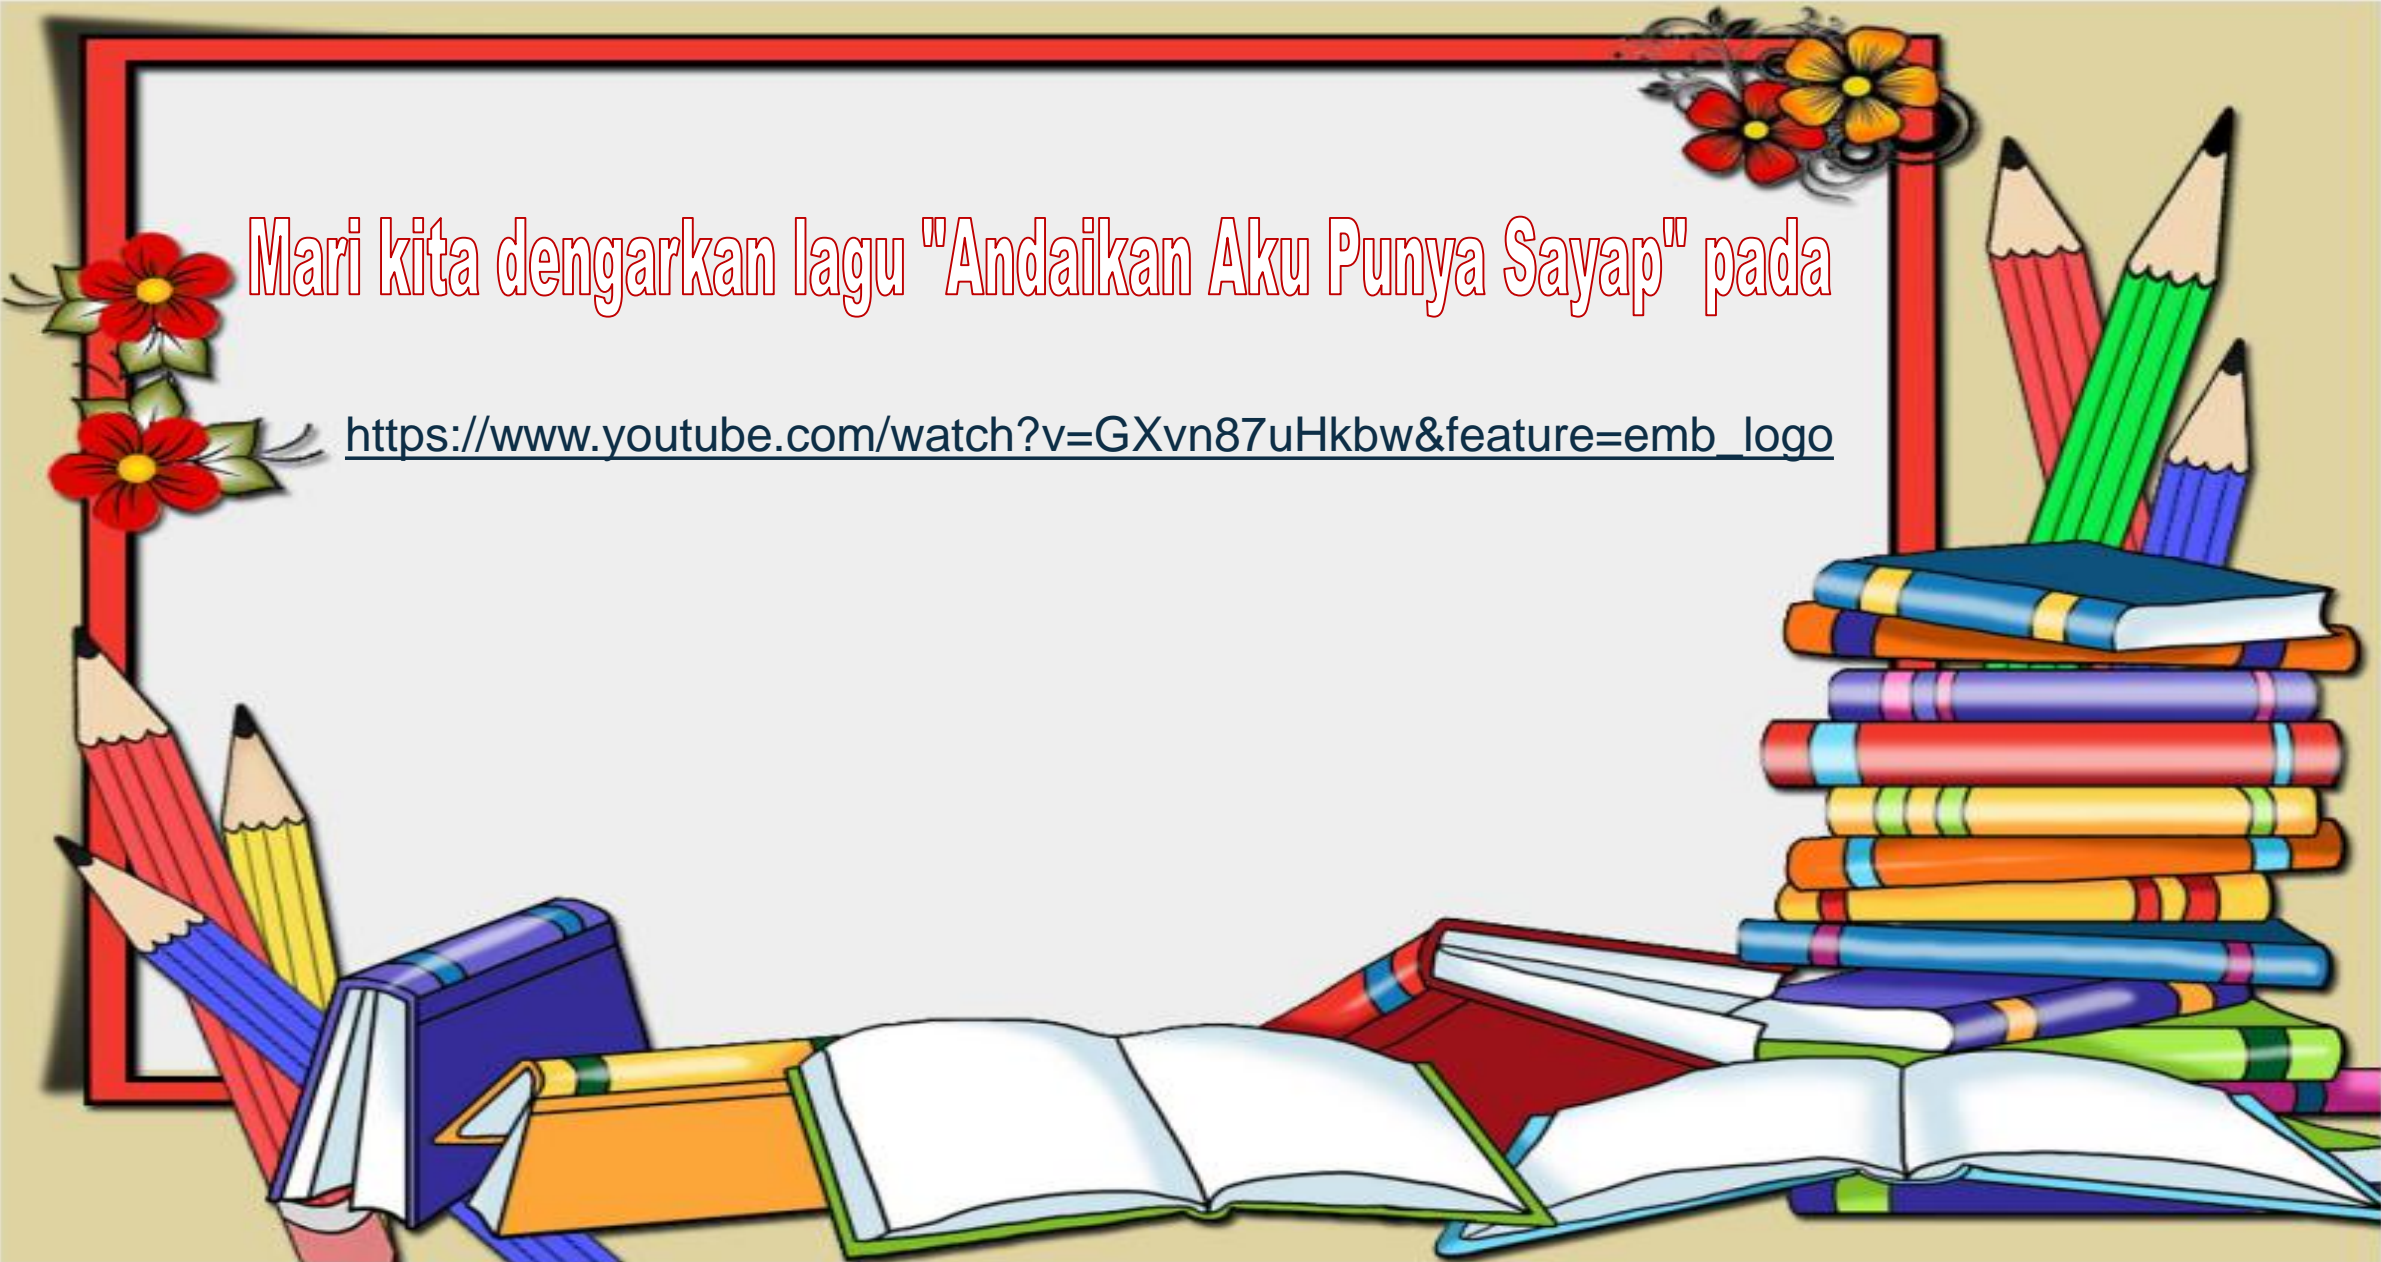 Mari kita dengarkan lagu "Andaikan Aku Punya Sayap" pada
https://www.youtube.com/watch?v=GXvn87uHkbw&feature=emb_logo